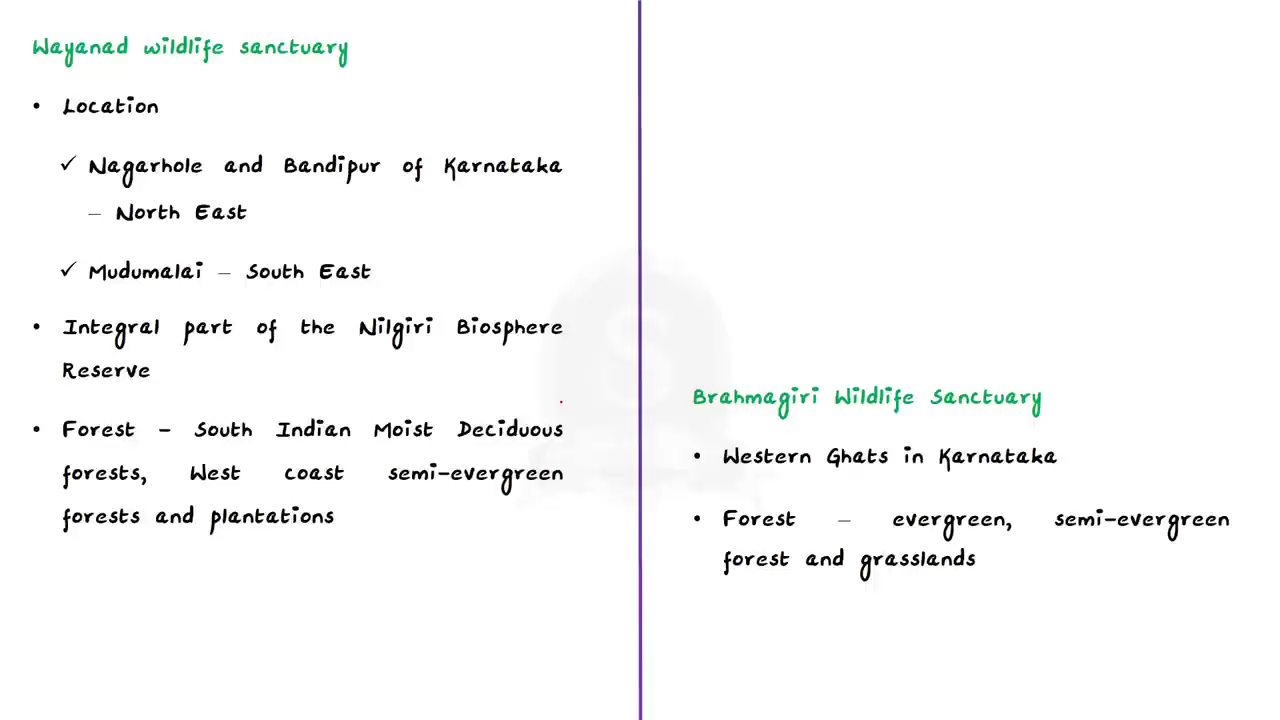 Wayanad wildlife sanctuary
• Location
✓ Nagarhole and Bandipur of Karnataka
– North East
✓ Mudumalai – South East
• Integral part of the Nilgiri Biosphere
Reserve
• Forest - South Indian Moist Deciduous
forests, West coast semi-evergreen
forests and plantations
Brahmagiri Wildlife Sanctuary
• Western Ghats in Karnataka
• Forest – evergreen, semi-evergreen
forest and grasslands